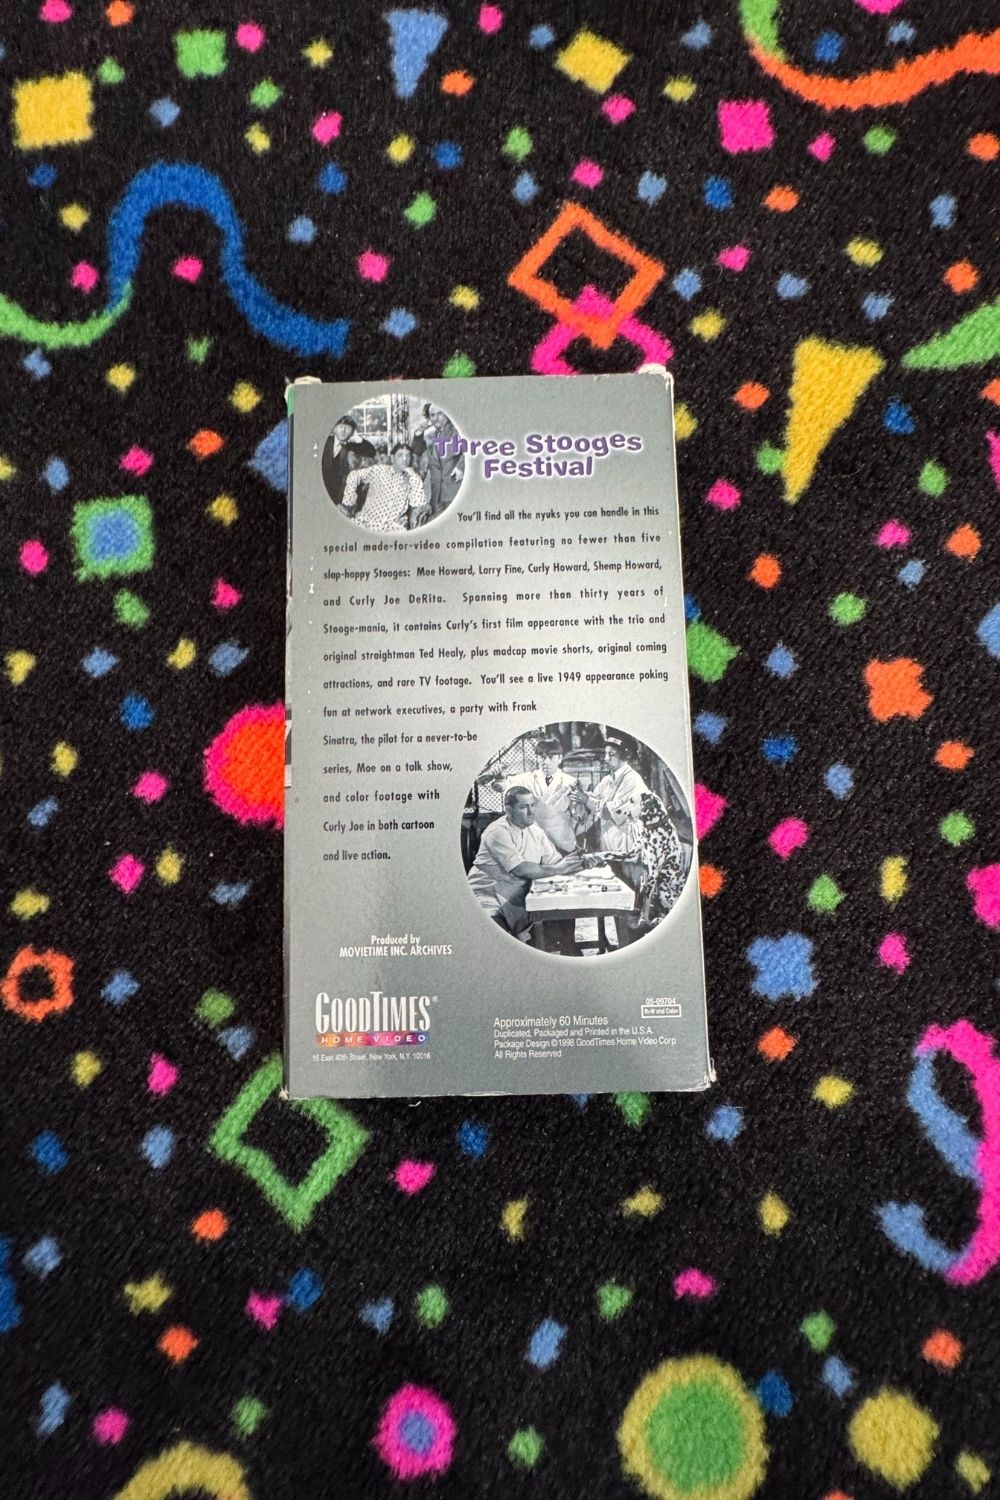 Three Stooges
Festival
You'll find all the nyuks you can handle in this
special made-for-video compilation featuring no fewer than five
slap-happy Stooges: Moe Howard, Larry Fine, Curly Howard, Shemp Howard,
and Curly Joe DeRita. Spanning more than thirty years of
Stooge-mania, it contains Curly's first film appearance with the trio and
original straightman Ted Healy, plus madcap movie shorts, original coming
attractions, and rare TV footage. You'll see a live 1949 appearance poking
fun at network executives, a party with Frank
Sinatra, the pilot for a never-to-be
series, Moe on a talk show,
and color footage with
Curly Joe in both cartoon
and live action.
Produced by
MOVIETIME INC. ARCHIVES
GOODTIMES®
HOME VIDEO
16 East 40th Street, New York, N.Y. 10016
05-09704
B&W and Color
Approximately 60 Minutes
Duplicated, Packaged and Printed in the U.S.A.
Package Design ©1998 GoodTimes Home Video Corp.
All Rights Reserved